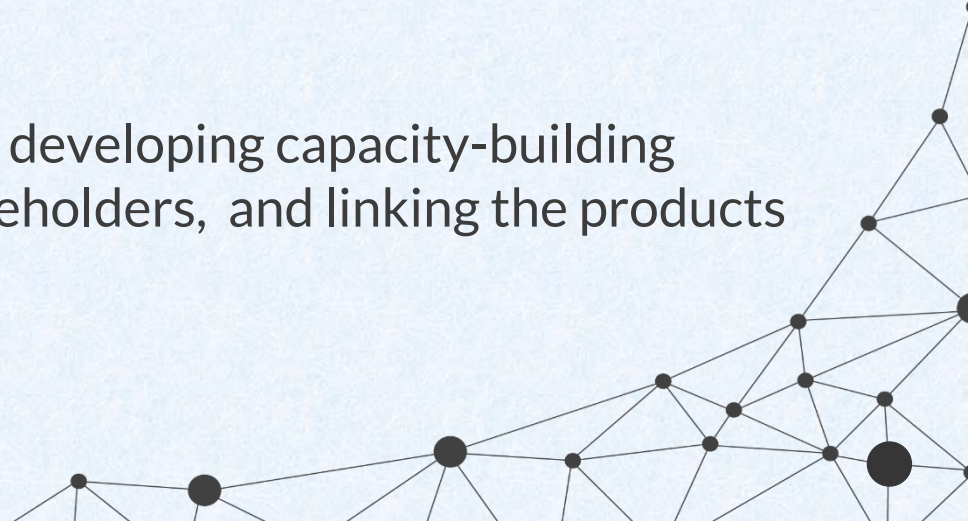 developing capacity-building
eholders, and linking the products